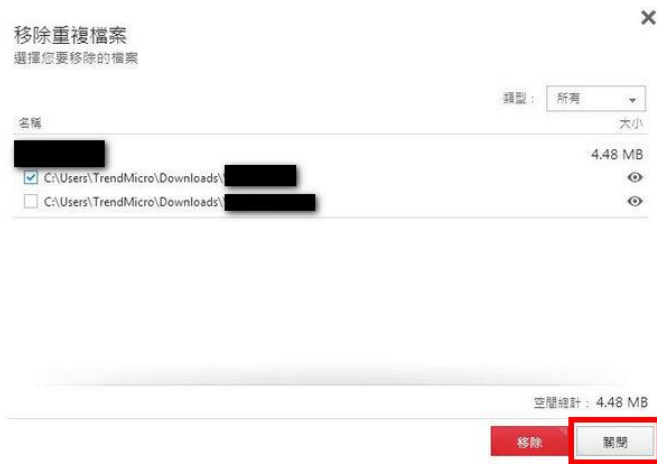 移除重複檔案
選擇您要移除的檔案
類型： 所有
名稱 大小
4.48 MB
C:\Users\TrendMicro\Downloads\
C:\Users\TrendMicro\Downloads\
空間總計： 4.48 MB
移除 關閉